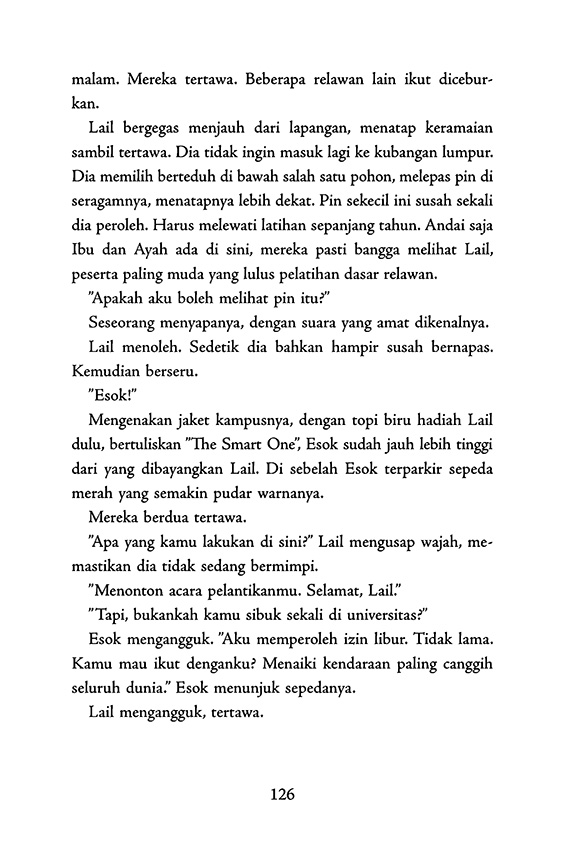 malam. Mereka tertawa. Beberapa relawan lain ikut dicebur-
kan.
Lail bergegas menjauh dari lapangan, menatap keramaian
sambil tertawa. Dia tidak ingin masuk lagi ke kubangan lumpur.
Dia memilih berteduh di bawah salah satu pohon, melepas pin di
seragamnya, menatapnya lebih dekat. Pin sekecil ini susah sekali
dia peroleh. Harus melewati latihan sepanjang tahun. Andai saja
Ibu dan Ayah ada di sini, mereka pasti bangga melihat Lail,
peserta paling muda yang lulus pelatihan dasar relawan.
”Apakah aku boleh melihat pin itu?”
Seseorang menyapanya, dengan suara yang amat dikenalnya.
Lail menoleh. Sedetik dia bahkan hampir susah bernapas.
Kemudian berseru.
”Esok!”
Mengenakan jaket kampusnya, dengan topi biru hadiah Lail
dulu, bertuliskan ”The Smart One”, Esok sudah jauh lebih tinggi
dari yang dibayangkan Lail. Di sebelah Esok terparkir sepeda
merah yang semakin pudar warnanya.
Mereka berdua tertawa.
”Apa yang kamu lakukan di sini?” Lail mengusap wajah, me-
mastikan dia tidak sedang bermimpi.
”Menonton acara pelantikanmu. Selamat, Lail.”
”Tapi, bukankah kamu sibuk sekali di universitas?”
Esok mengangguk. ”Aku memperoleh izin libur. Tidak lama.
Kamu mau ikut denganku? Menaiki kendaraan paling canggih
seluruh dunia.” Esok menunjuk sepedanya.
Lail mengangguk, tertawa.
126